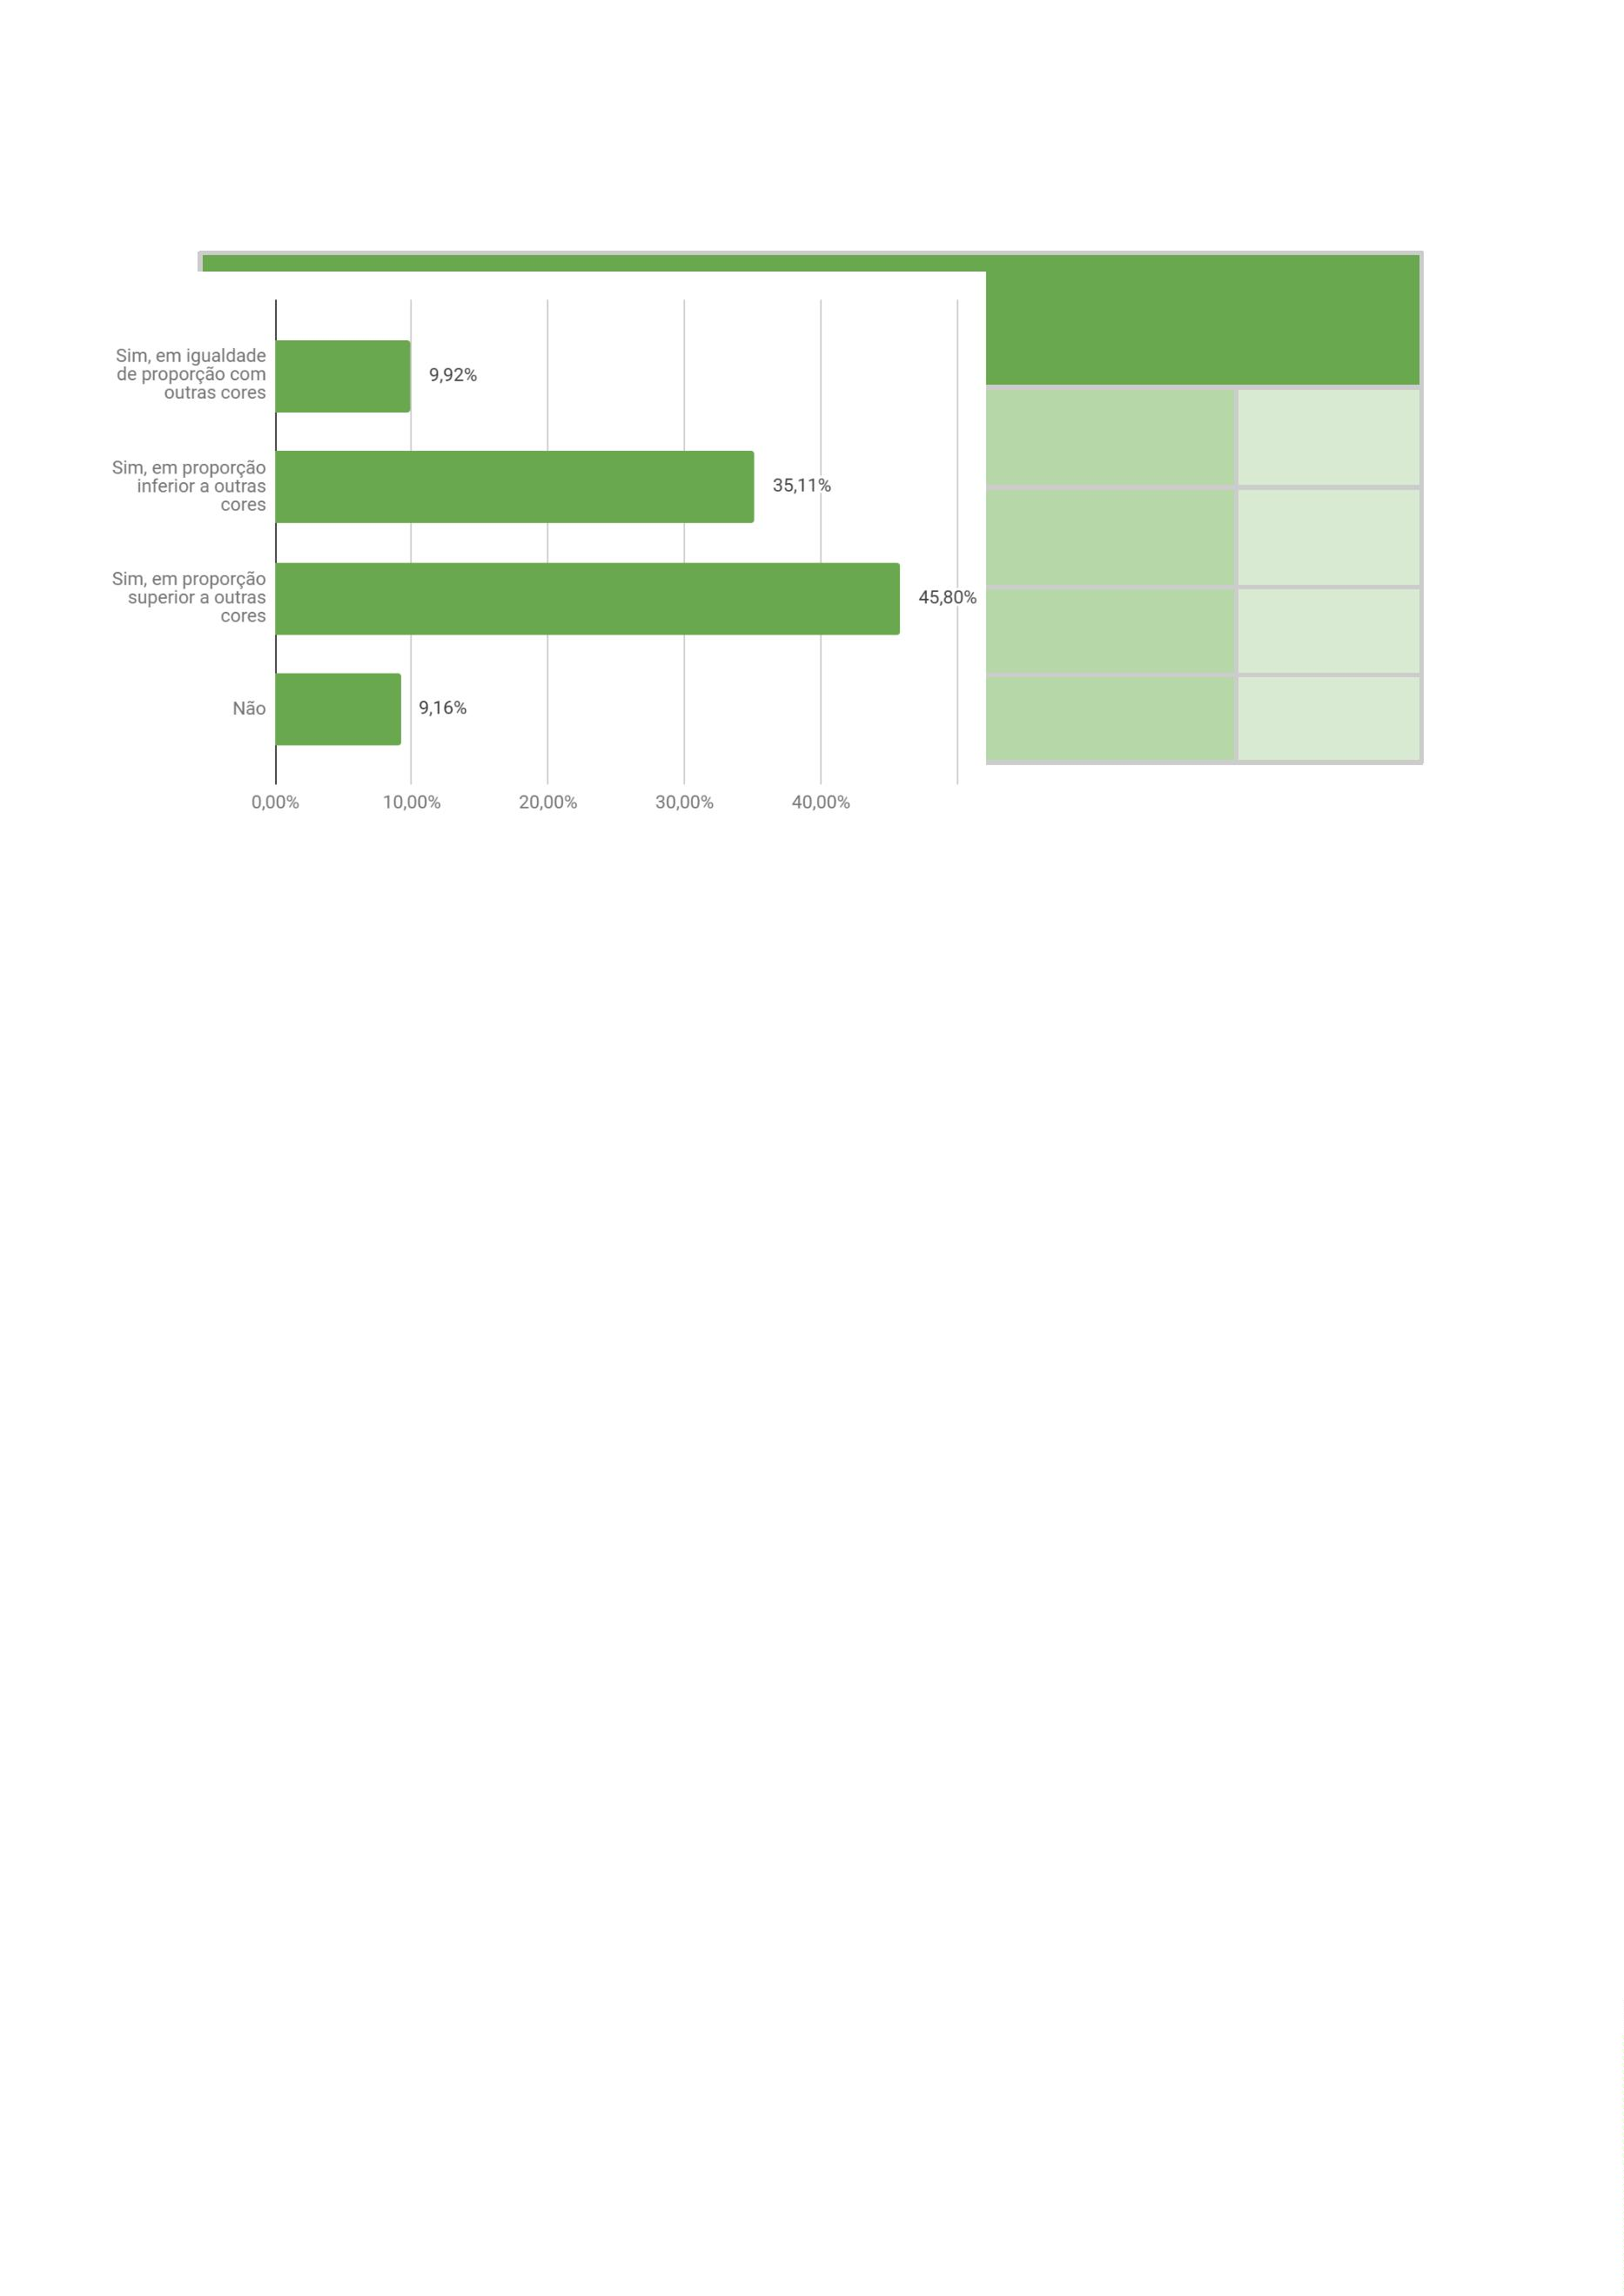 Sim, em igualdade
de proporção com
outras cores
9,92%
Sim, em proporção
inferior a outras
cores
35,11%
Sim, em proporção
superior a outras
cores
45,80%
Não
9,16%
0,00%
10,00%
20,00%
30,00%
40,00%